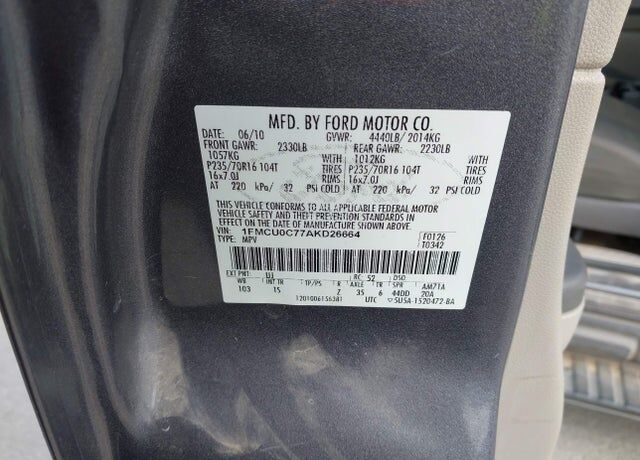 MFD. BY FORD MOTOR CO.
DATE: 06/10 GVWR: 4440LB/ 2014KG
FRONT GAWR: 2330LB REAR GAWR: 2230LB
1057KG WITH 1012KG WITH
P235/70R16 104T TIRES P235/70R16 104T TIRES
16x7.0J RIMS 16x7.0J RIMS
AT 220 kPa/ 32 PSI COLD AT 220 kPa/ 32 PSI COLD
THIS VEHICLE CONFORMS TO ALL APPLICABLE FEDERAL MOTOR
VEHICLE SAFETY AND THEFT PREVENTION STANDARDS IN
EFFECT ON THE DATE OF MANUFACTURE SHOWN ABOVE.
VIN: 1FMCU0C77AKD26664 F0126
TYPE: MPV T0342
EXT PNT: UJ RC: 52 DSO:
WB INT TR TP/PS R AXLE TR SPR AM71A
103 IS 7 35 6 44DD 20A
UTC 5U5A-1520472-BA